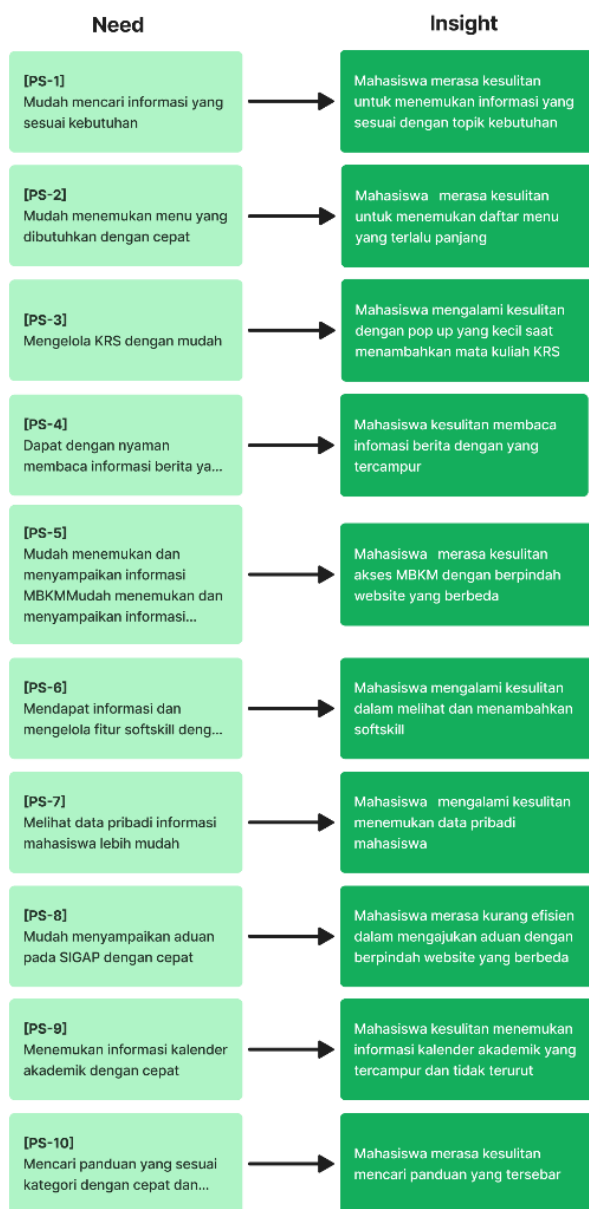 Need
Insight
[PS-1]
Mudah mencari informasi yang
sesuai kebutuhan
Mahasiswa merasa kesulitan
untuk menemukan informasi yang
sesuai dengan topik kebutuhan
[PS-2]
Mudah menemukan menu yang
dibutuhkan dengan cepat
Mahasiswa merasa kesulitan
untuk menemukan daftar menu
yang terlalu panjang
[PS-3]
Mengelola KRS dengan mudah
Mahasiswa mengalami kesulitan
dengan pop up yang kecil saat
menambahkan mata kuliah KRS
[PS-4]
Dapat dengan nyaman
membaca informasi berita ya...
Mahasiswa kesulitan membaca
infomasi berita dengan yang
tercampur
[PS-5]
Mudah menemukan dan
menyampaikan informasi
MBKMMudah menemukan dan
menyampaikan informasi...
Mahasiswa merasa kesulitan
akses MBKM dengan berpindah
website yang berbeda
[PS-6]
Mendapat informasi dan
mengelola fitur softskill deng...
Mahasiswa mengalami kesulitan
dalam melihat dan menambahkan
softskill
[PS-7]
Melihat data pribadi informasi
mahasiswa lebih mudah
Mahasiswa mengalami kesulitan
menemukan data pribadi
mahasiswa
[PS-8]
Mudah menyampaikan aduan
pada SIGAP dengan cepat
Mahasiswa merasa kurang efisien
dalam mengajukan aduan dengan
berpindah website yang berbeda
[PS-9]
Menemukan informasi kalender
akademik dengan cepat
Mahasiswa kesulitan menemukan
informasi kalender akademik yang
tercampur dan tidak terurut
[PS-10]
Mencari panduan yang sesuai
kategori dengan cepat dan...
Mahasiswa merasa kesulitan
mencari panduan yang tersebar